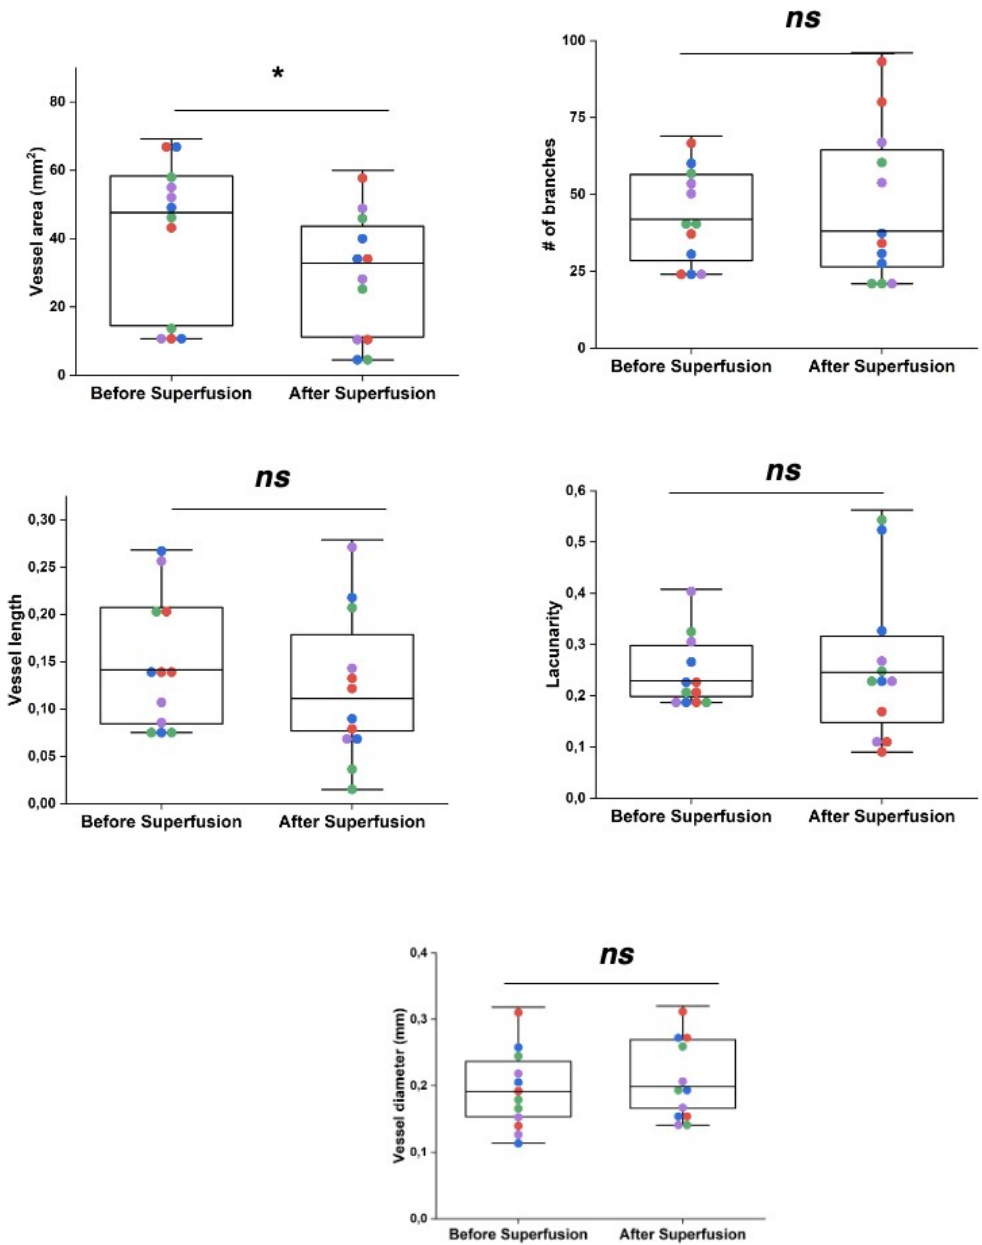 *
Vessel area (mm²)
80
60
40
20
0
Before Superfusion After Superfusion
ns
# of branches
100
75
50
25
0
Before Superfusion After Superfusion
ns
Vessel length
0,30
0,25
0,20
0,15
0,10
0,05
0,00
Before Superfusion After Superfusion
ns
Lacunarity
0,6
0,5
0,4
0,3
0,2
0,1
0,0
Before Superfusion After Superfusion
ns
Vessel diameter (mm)
0,4
0,3
0,2
0,1
0,0
Before Superfusion After Superfusion